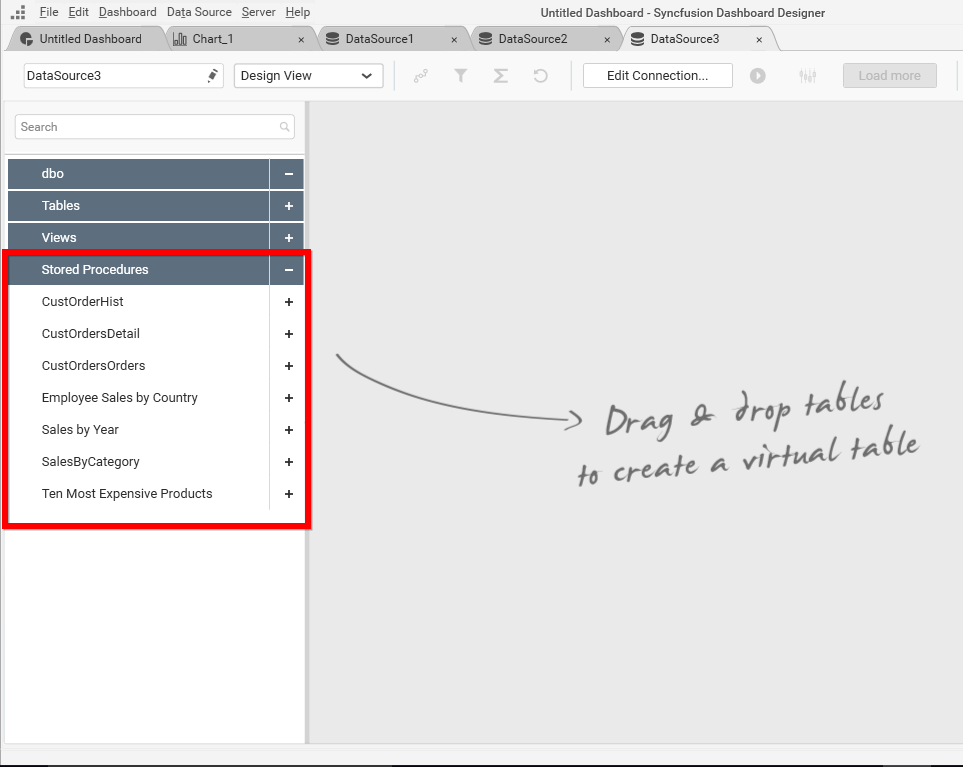 File Edit Dashboard Data Source Server Help Untitled Dashboard - Syncfusion Dashboard Designer
Untitled Dashboard Chart_1 × DataSource1 × DataSource2 × DataSource3 ×
DataSource3 Design View Edit Connection... Load more
Search
dbo −
Tables +
Views +
Stored Procedures −
CustOrderHist +
CustOrdersDetail +
CustOrdersOrders +
Employee Sales by Country +
Sales by Year +
SalesByCategory +
Ten Most Expensive Products +
Drag & drop tables
to create a virtual table